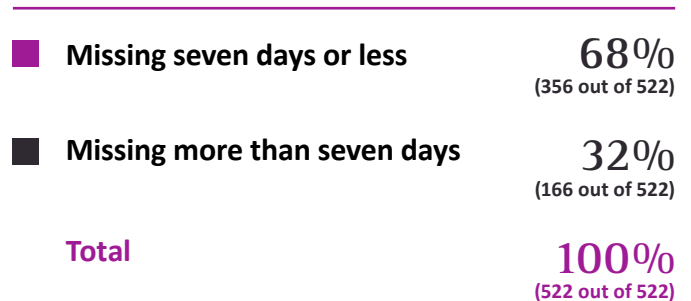 Missing seven days or less
68%
(356 out of 522)
Missing more than seven days
32%
(166 out of 522)
Total
100%
(522 out of 522)